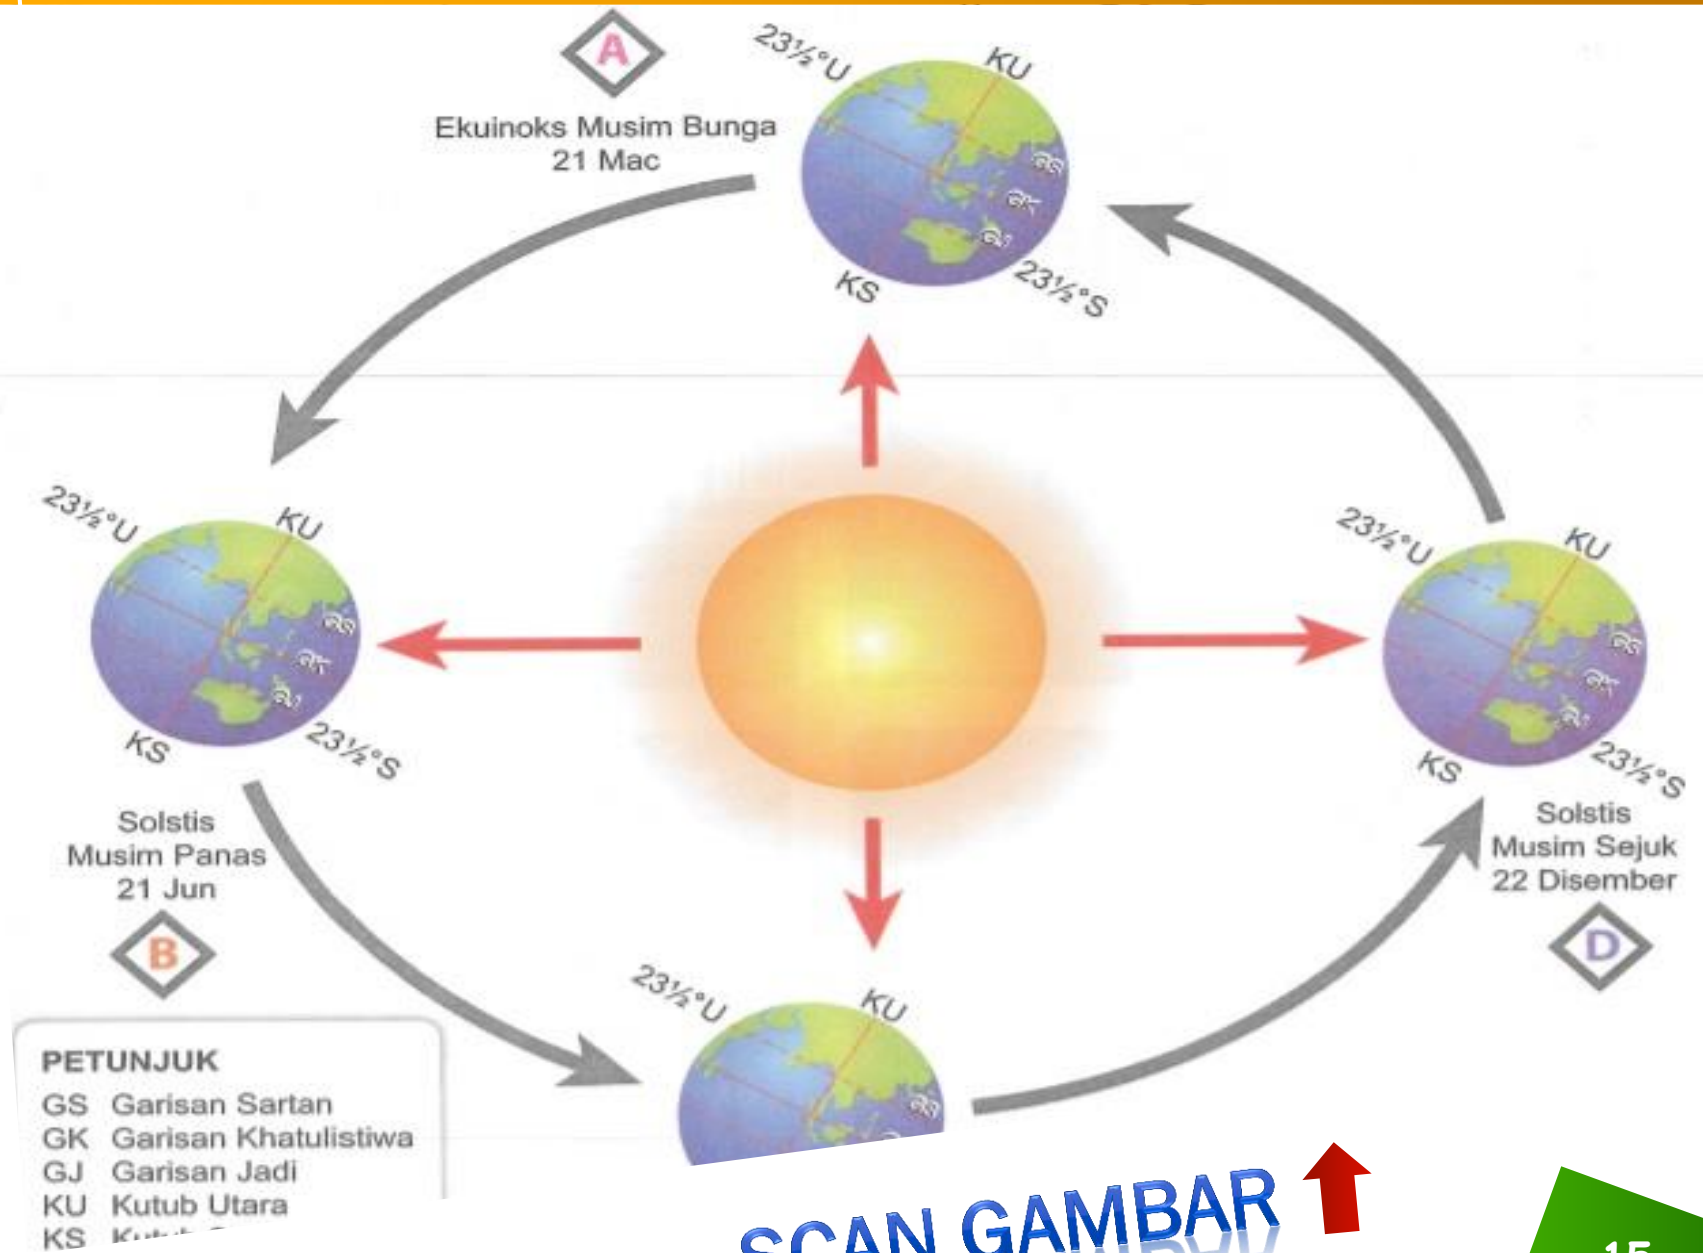 A
Ekuinoks Musim Bunga
21 Mac
23½°U
KU
GS
GK
GJ
KS
23½°S
23½°U
KU
GS
GK
GJ
KS
23½°S
Solstis
Musim Panas
21 Jun
B
23½°U
KU
GS
GK
GJ
KS
23½°S
Solstis
Musim Sejuk
22 Disember
D
23½°U
KU
GS
PETUNJUK
GS Garisan Sartan
GK Garisan Khatulistiwa
GJ Garisan Jadi
KU Kutub Utara
KS
SCAN GAMBAR
15